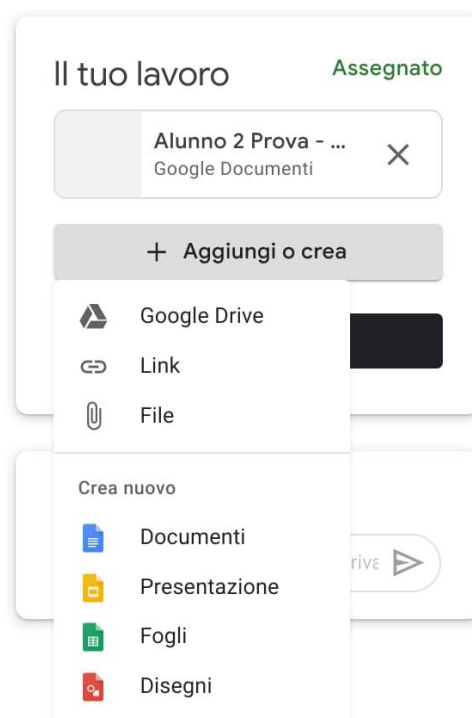 Il tuo lavoro
Assegnato
Alunno 2 Prova - ...
Google Documenti
+ Aggiungi o crea
Google Drive
Link
File
Crea nuovo
Documenti
Presentazione
Fogli
Disegni